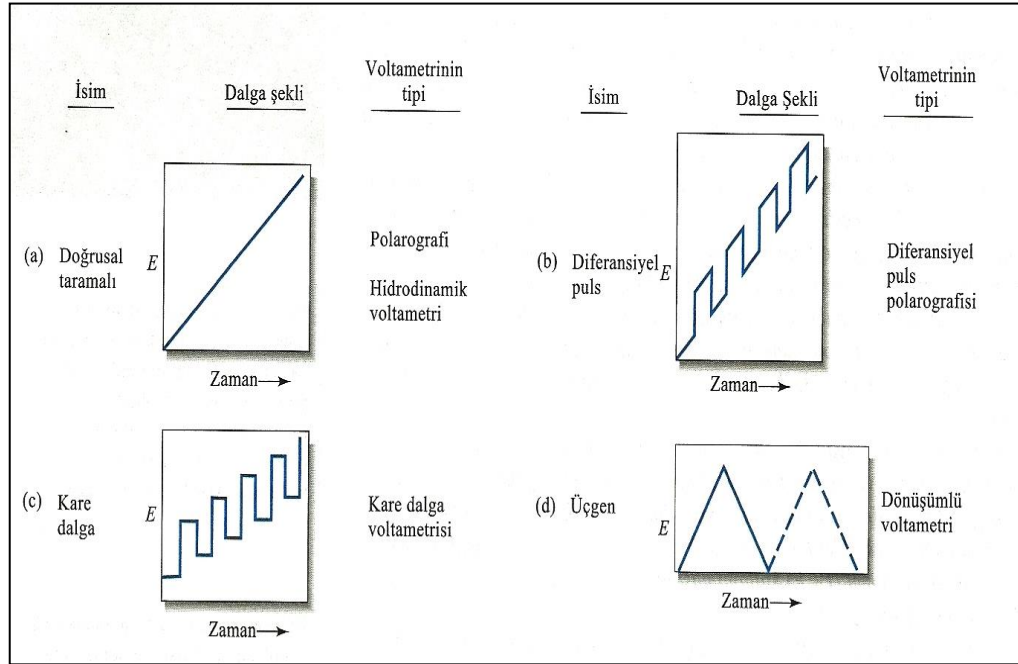 İsim
Dalga şekli
Voltametrinin
tipi
(a) Doğrusal
taramalı
E
Zaman→
Polarografi
Hidrodinamik
voltametri
İsim
Dalga Şekli
Voltametrinin
tipi
(b) Diferansiyel
puls
E
Zaman→
Diferansiyel
puls
polarografisi
(c) Kare
dalga
E
Zaman→
Kare dalga
voltametrisi
(d) Üçgen
E
Zaman→
Dönüşümlü
voltametri